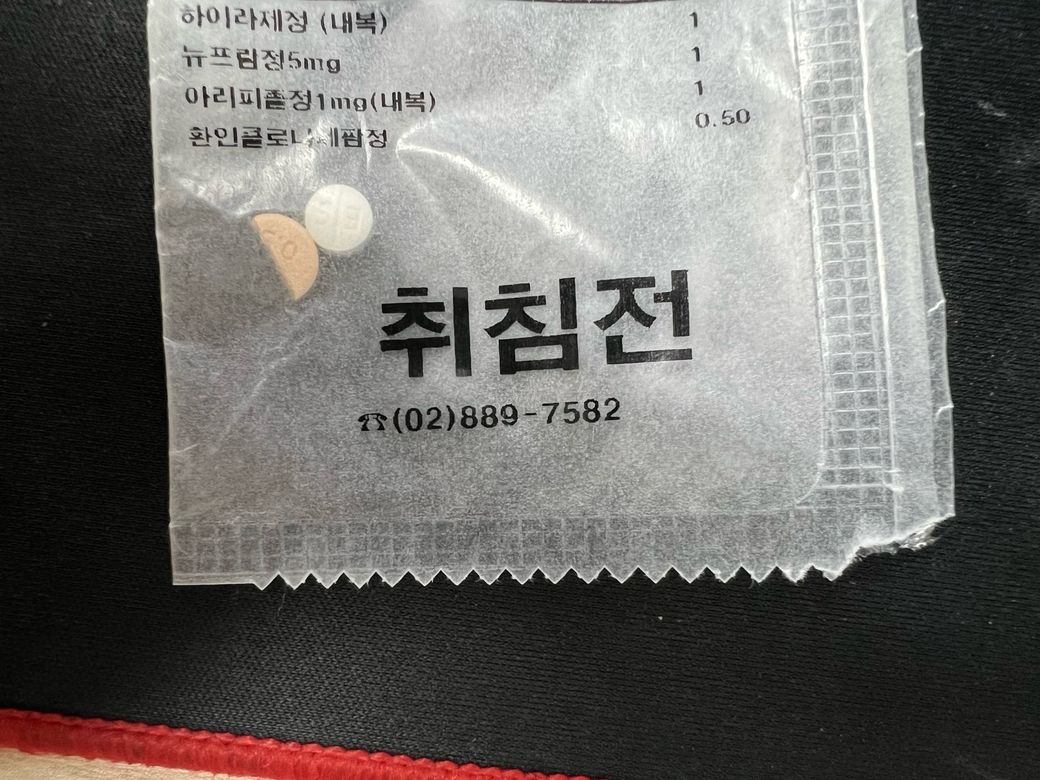 하이라제정 (내복) 1
뉴프람정5mg 1
아리피졸정1mg(내복) 1
환인클로나제팜정 0.50
취침전
☎(02)889-7582